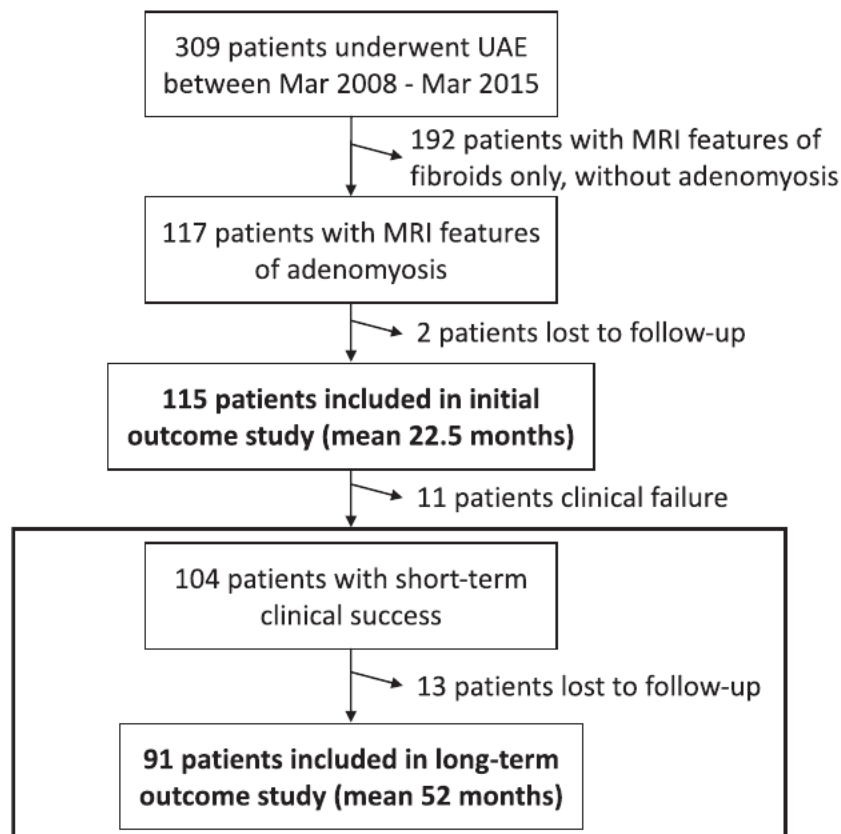 309 patients underwent UAE
between Mar 2008 - Mar 2015
192 patients with MRI features of
fibroids only, without adenomyosis
117 patients with MRI features
of adenomyosis
2 patients lost to follow-up
115 patients included in initial
outcome study (mean 22.5 months)
11 patients clinical failure
104 patients with short-term
clinical success
13 patients lost to follow-up
91 patients included in long-term
outcome study (mean 52 months)